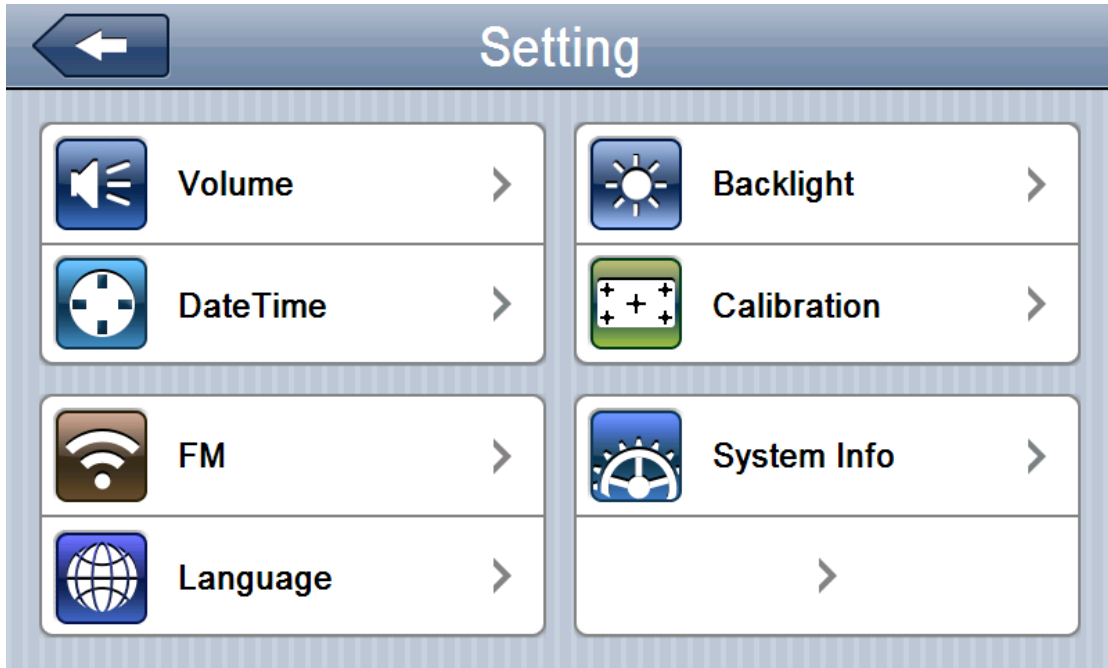 Setting
Volume
Backlight
DateTime
Calibration
FM
System Info
Language